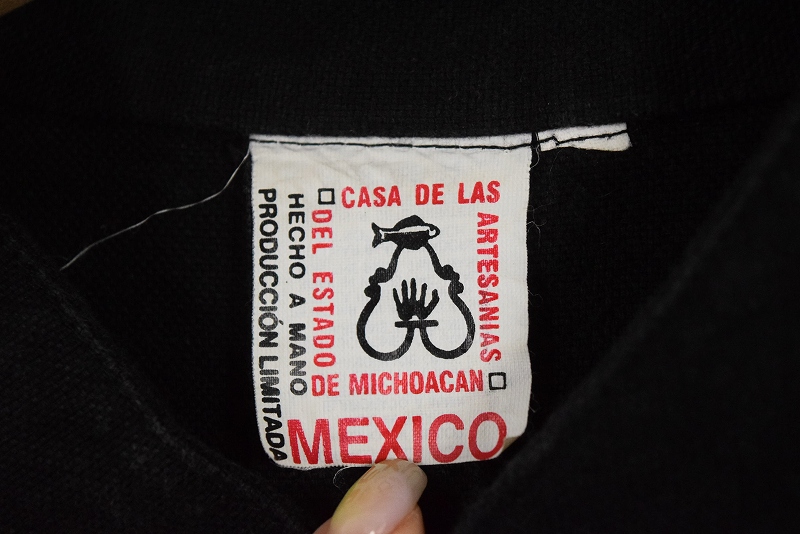 CASA DE LAS
ARTESANIAS
DEL ESTADO
DE MICHOACAN
HECHO A MANO
PRODUCCIÓN LIMITADA
MEXICO